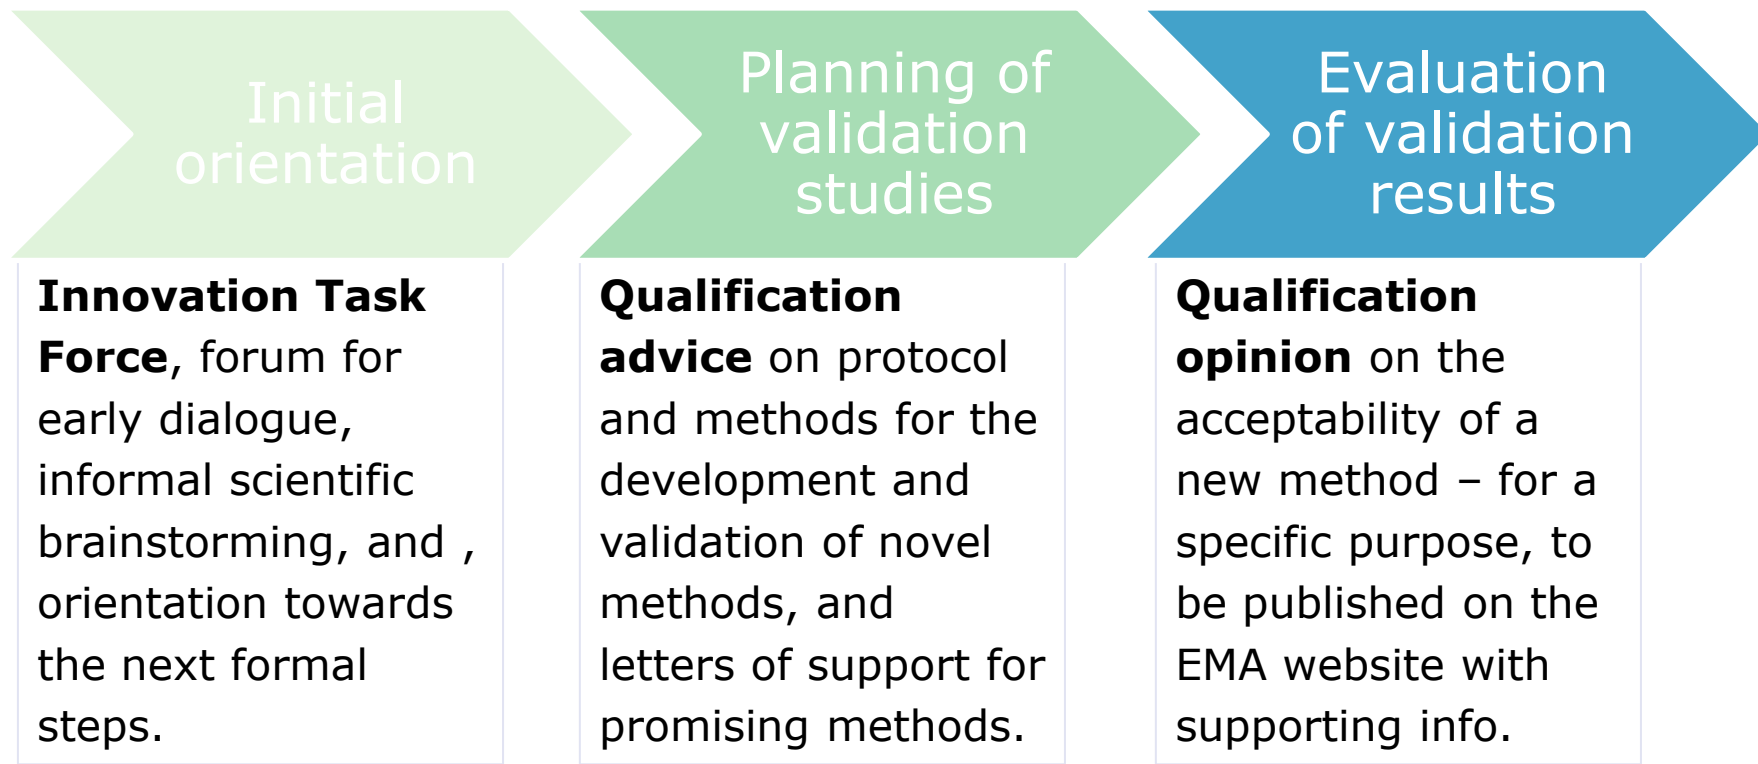 Initial
orientation
Innovation Task
Force, forum for
early dialogue,
informal scientific
brainstorming, and ,
orientation towards
the next formal
steps.
Planning of
validation
studies
Qualification
advice on protocol
and methods for the
development and
validation of novel
methods, and
letters of support for
promising methods.
Evaluation
of validation
results
Qualification
opinion on the
acceptability of a
new method – for a
specific purpose, to
be published on the
EMA website with
supporting info.